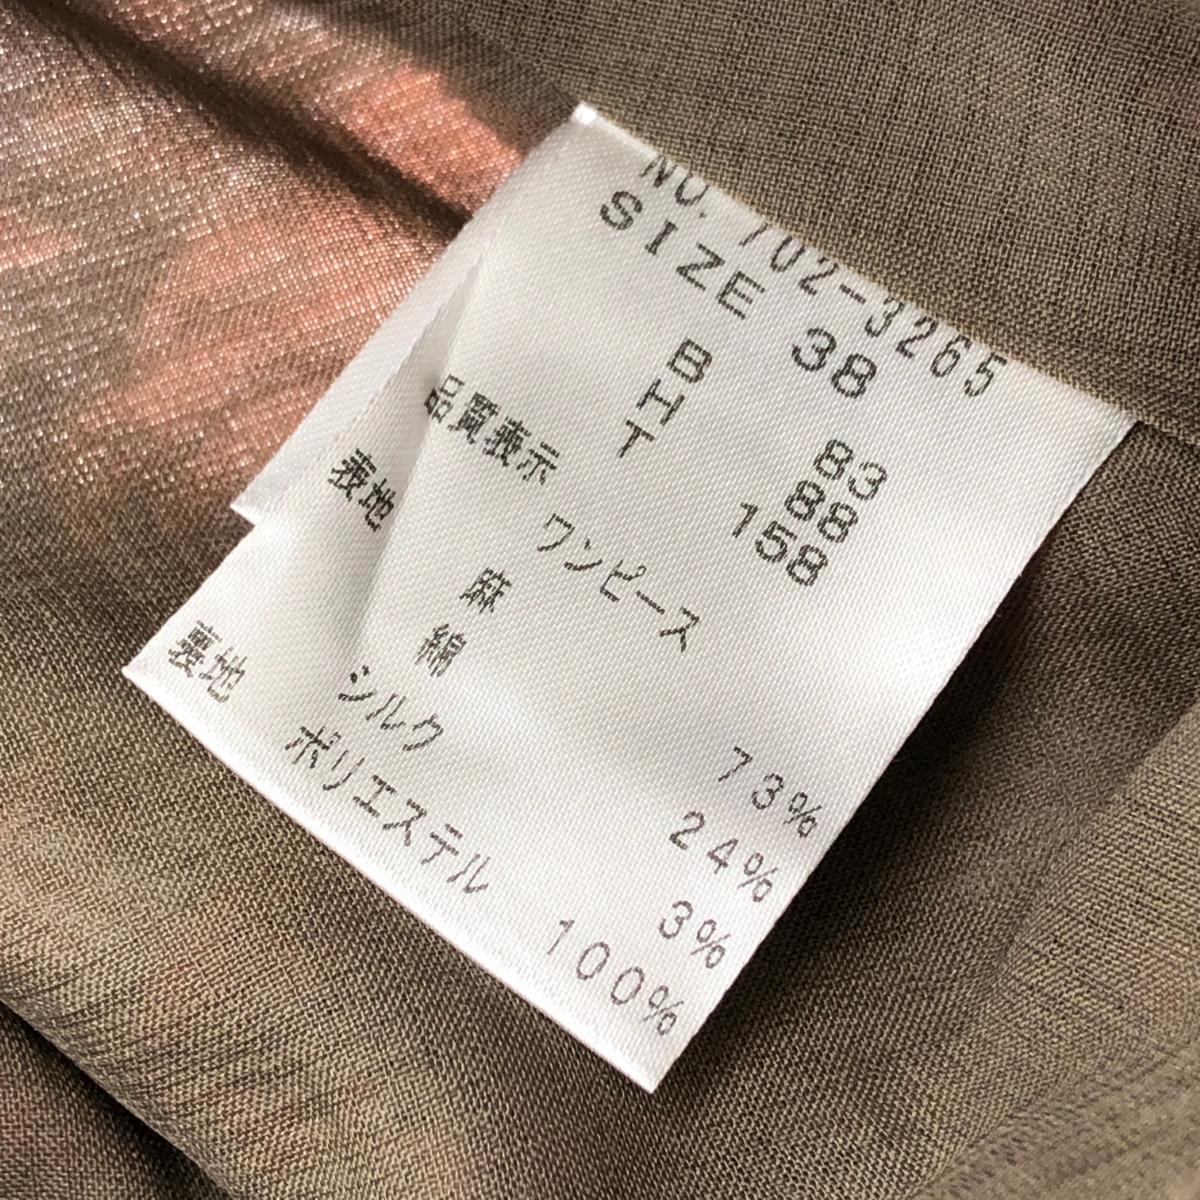 NO. 702-3265
SIZE 38
B 83
H 88
T 158
品質表示
ワンピース
表地 麻 73%
綿 24%
シルク 3%
裏地 ポリエステル 100%